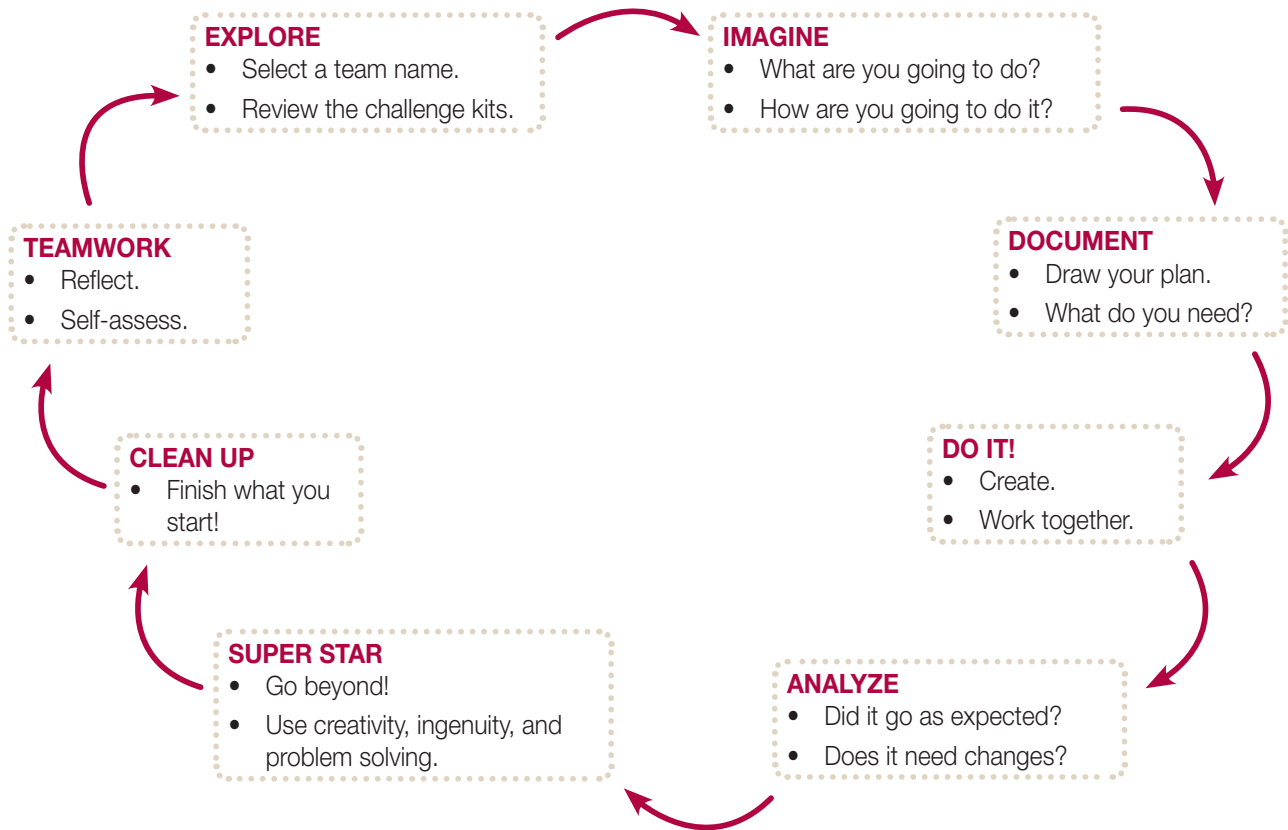 EXPLORE
• Select a team name.
• Review the challenge kits.
IMAGINE
• What are you going to do?
• How are you going to do it?
DOCUMENT
• Draw your plan.
• What do you need?
DO IT!
• Create.
• Work together.
ANALYZE
• Did it go as expected?
• Does it need changes?
SUPER STAR
• Go beyond!
• Use creativity, ingenuity, and
problem solving.
CLEAN UP
• Finish what you
start!
TEAMWORK
• Reflect.
• Self-assess.